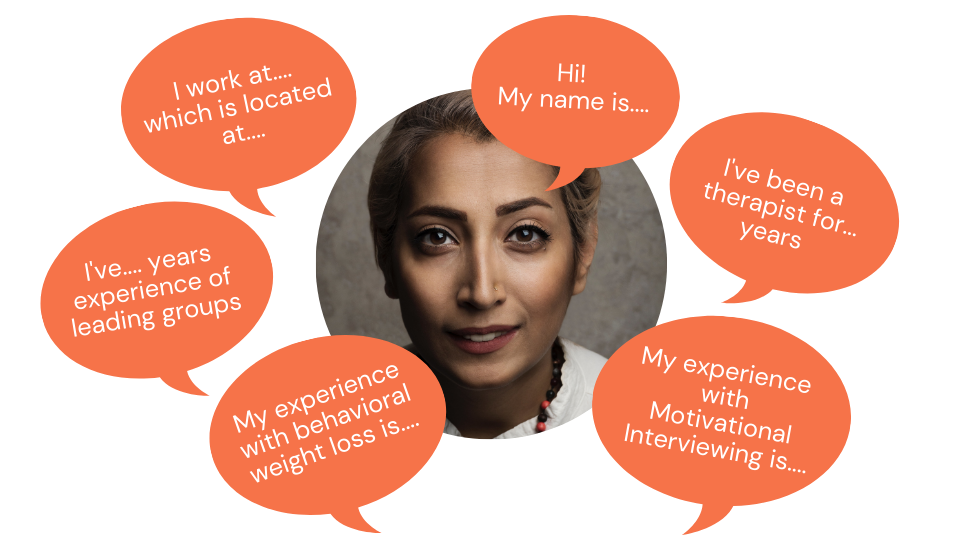 Hi!
My name is....
I've been a
therapist for...
years
My experience
with
Motivational
Interviewing is....
My experience
with behavioral
weight loss is....
I've.... years
experience of
leading groups
I work at....
which is located
at....